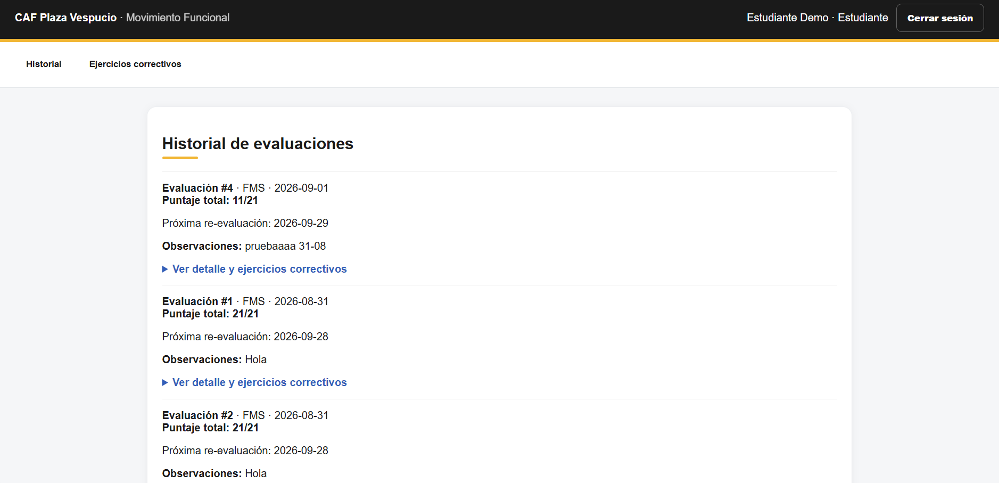 CAF Plaza Vespucio · Movimiento Funcional
Estudiante Demo · Estudiante
Cerrar sesión
Historial
Ejercicios correctivos
Historial de evaluaciones
Evaluación #4 · FMS · 2026-09-01
Puntaje total: 11/21
Próxima re-evaluación: 2026-09-29
Observaciones: pruebaaaa 31-08
Ver detalle y ejercicios correctivos
Evaluación #1 · FMS · 2026-08-31
Puntaje total: 21/21
Próxima re-evaluación: 2026-09-28
Observaciones: Hola
Ver detalle y ejercicios correctivos
Evaluación #2 · FMS · 2026-08-31
Puntaje total: 21/21
Próxima re-evaluación: 2026-09-28
Observaciones: Hola